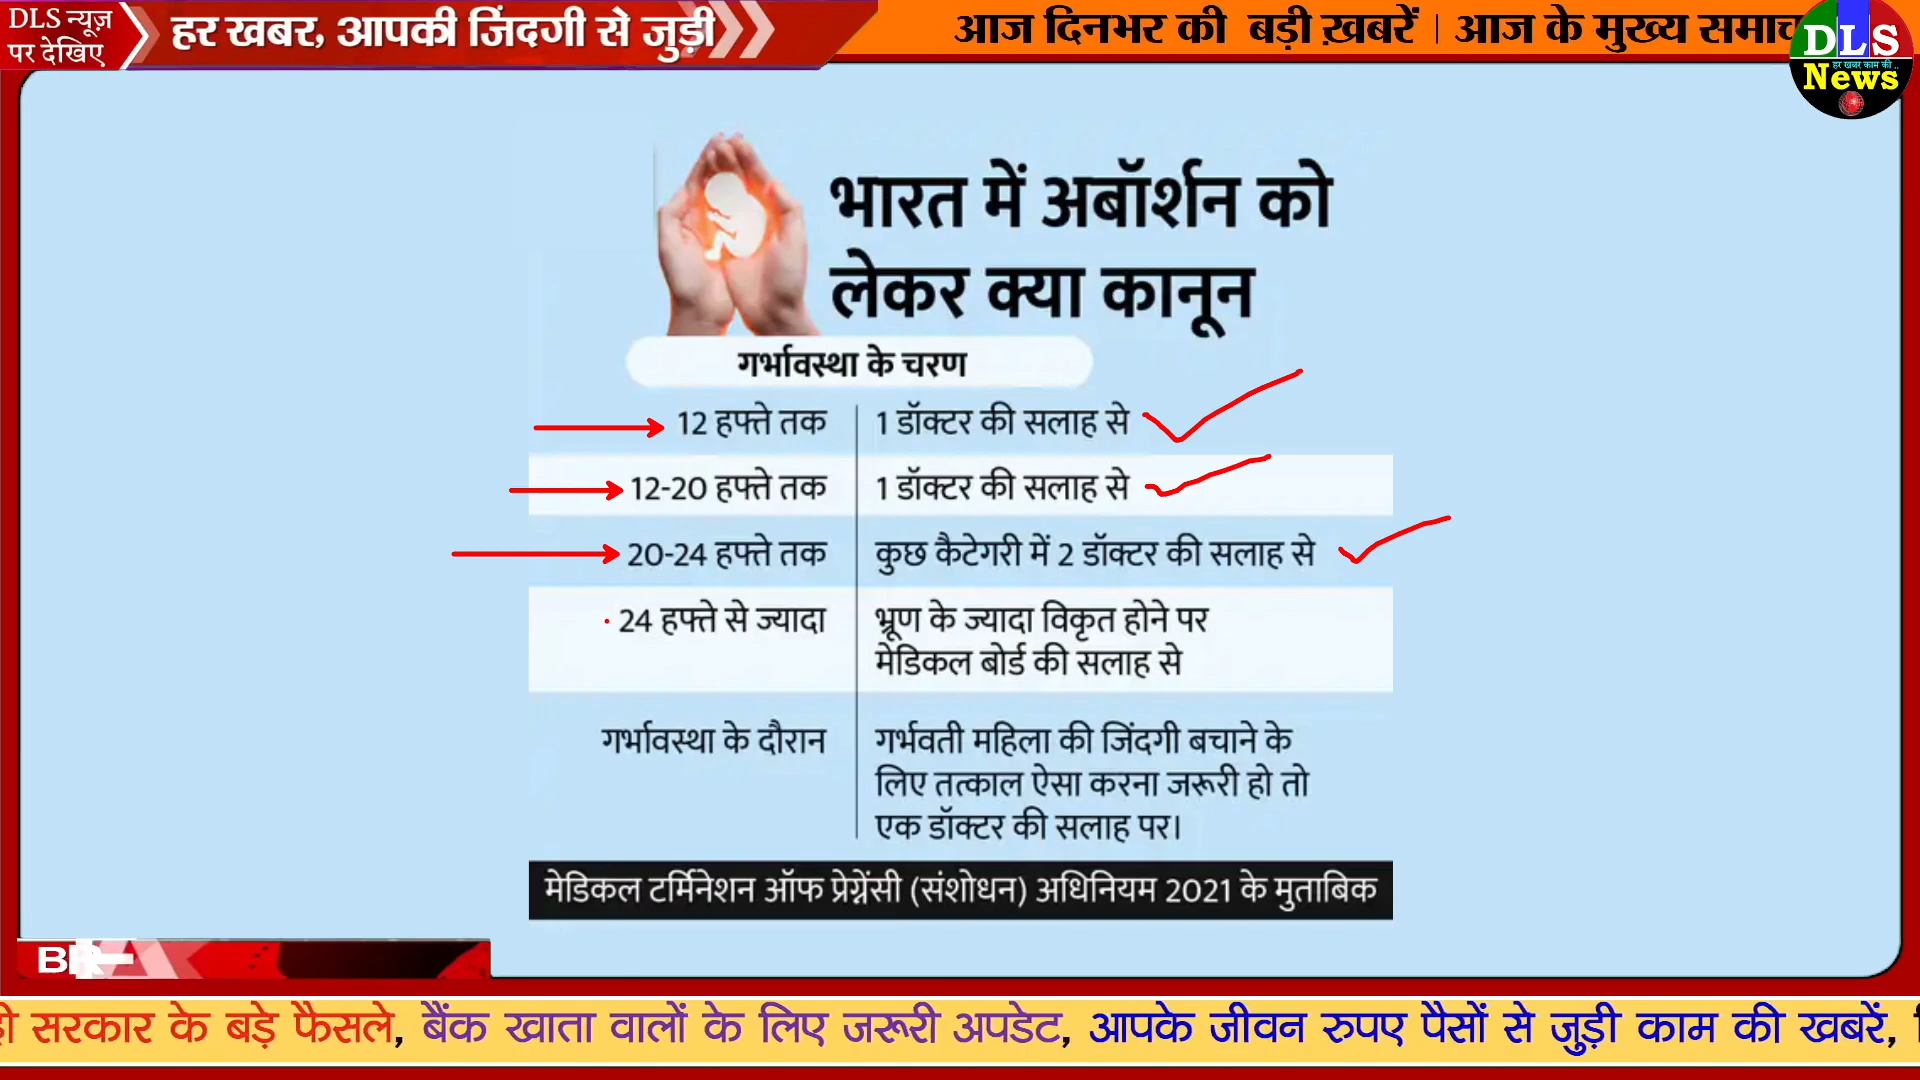 DLS न्यूज़
पर देखिए
हर खबर, आपकी जिंदगी से जुड़ी
आज दिनभर की बड़ी ख़बरें | आज के मुख्य
DLS
हर खबर काम की ..
News
भारत में अबॉर्शन को
लेकर क्या कानून
गर्भावस्था के चरण
12 हफ्ते तक 1 डॉक्टर की सलाह से
12-20 हफ्ते तक 1 डॉक्टर की सलाह से
20-24 हफ्ते तक कुछ कैटेगरी में 2 डॉक्टर की सलाह से
24 हफ्ते से ज्यादा भ्रूण के ज्यादा विकृत होने पर
मेडिकल बोर्ड की सलाह से
गर्भावस्था के दौरान गर्भवती महिला की जिंदगी बचाने के
लिए तत्काल ऐसा करना जरूरी हो तो
एक डॉक्टर की सलाह पर।
मेडिकल टर्मिनेशन ऑफ प्रेग्नेंसी (संशोधन) अधिनियम 2021 के मुताबिक
सरकार के बड़े फैसले, बैंक खाता वालों के लिए जरूरी अपडेट, आपके जीवन रुपए पैसों से जुड़ी काम की खबरें,